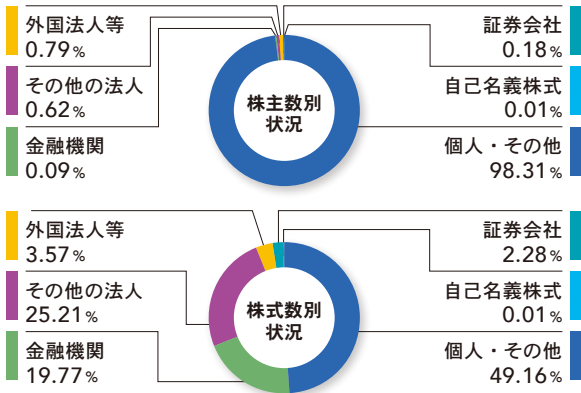 外国法人等
0.79%
その他の法人
0.62%
金融機関
0.09%
株主数別
状況
証券会社
0.18%
自己名義株式
0.01%
個人・その他
98.31%
外国法人等
3.57%
その他の法人
25.21%
金融機関
19.77%
株式数別
状況
証券会社
2.28%
自己名義株式
0.01%
個人・その他
49.16%